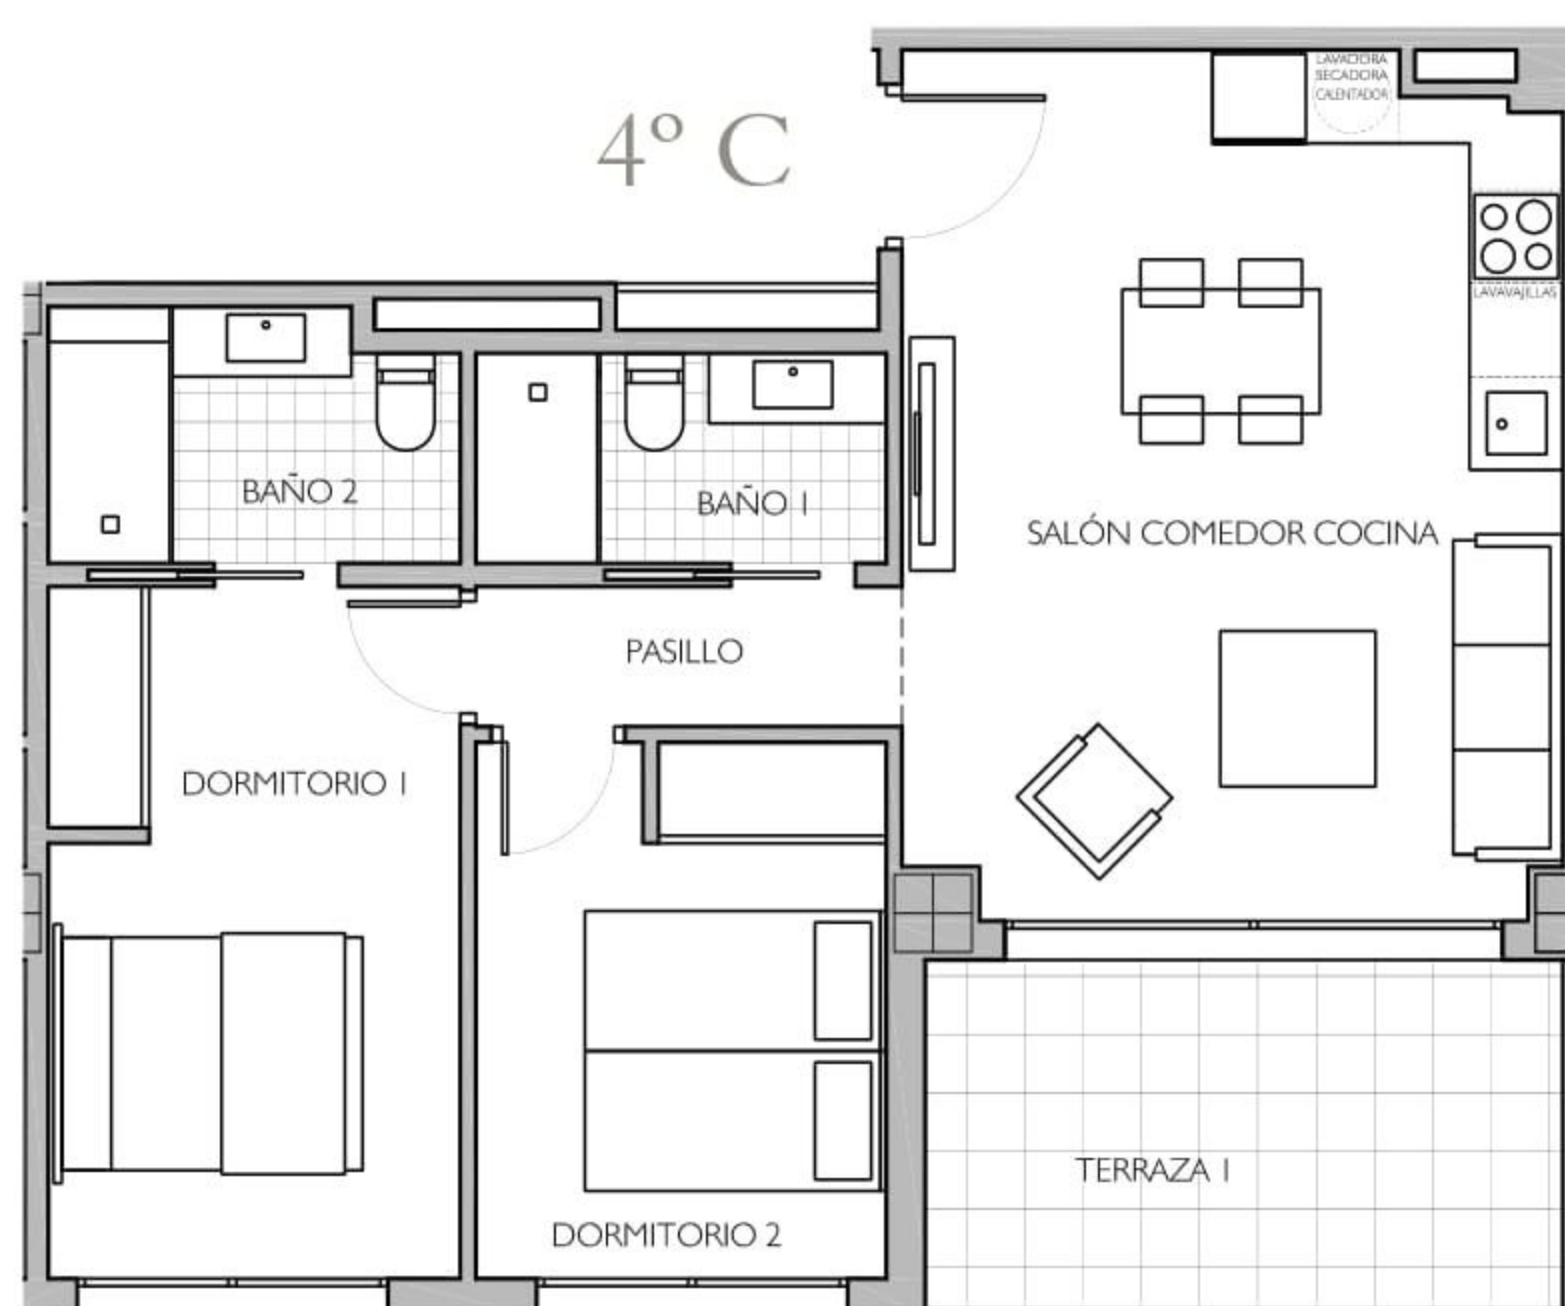 4º C
LAVADORA
SECADORA
CALENTADOR
LAVAVAJILLAS
BAÑO 2
BAÑO 1
SALÓN COMEDOR COCINA
PASILLO
DORMITORIO 1
TERRAZA 1
DORMITORIO 2